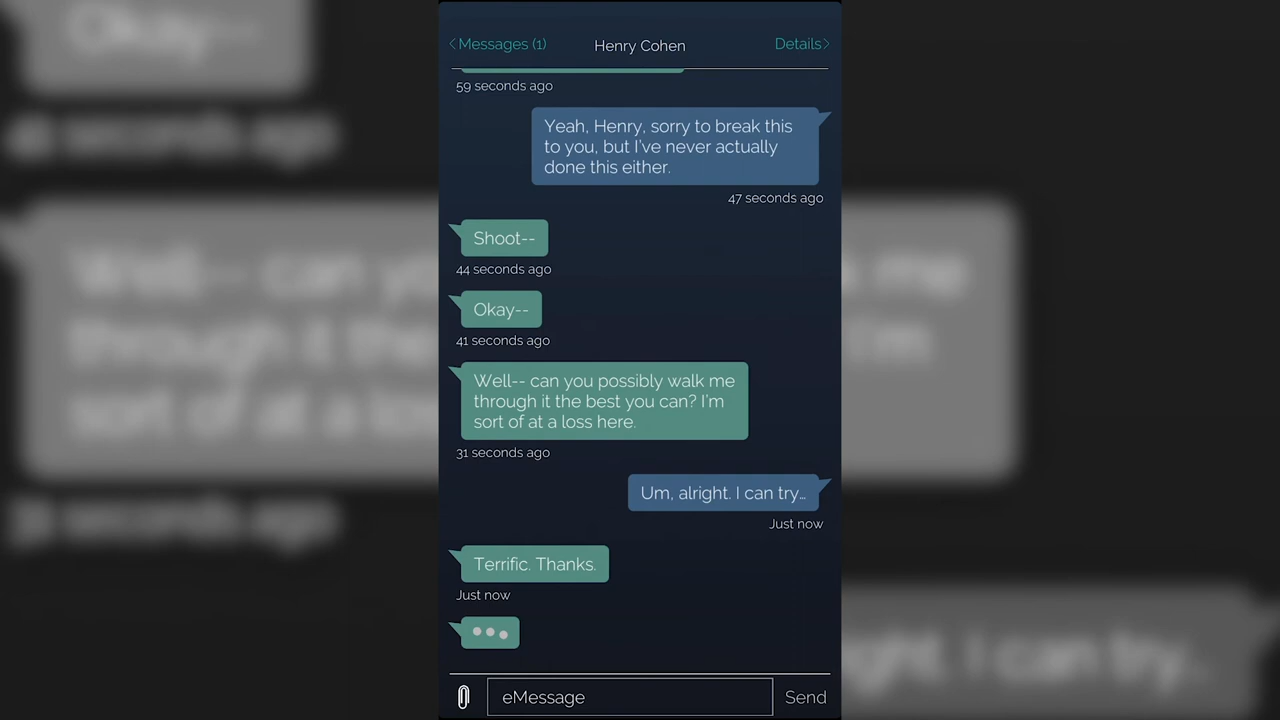 Messages (1)
Henry Cohen
Details
59 seconds ago
Yeah, Henry, sorry to break this
to you, but I've never actually
done this either.
47 seconds ago
Shoot--
44 seconds ago
Okay--
41 seconds ago
Well-- can you possibly walk me
through it the best you can? I'm
sort of at a loss here.
31 seconds ago
Um, alright. I can try...
Just now
Terrific. Thanks.
Just now
eMessage
Send